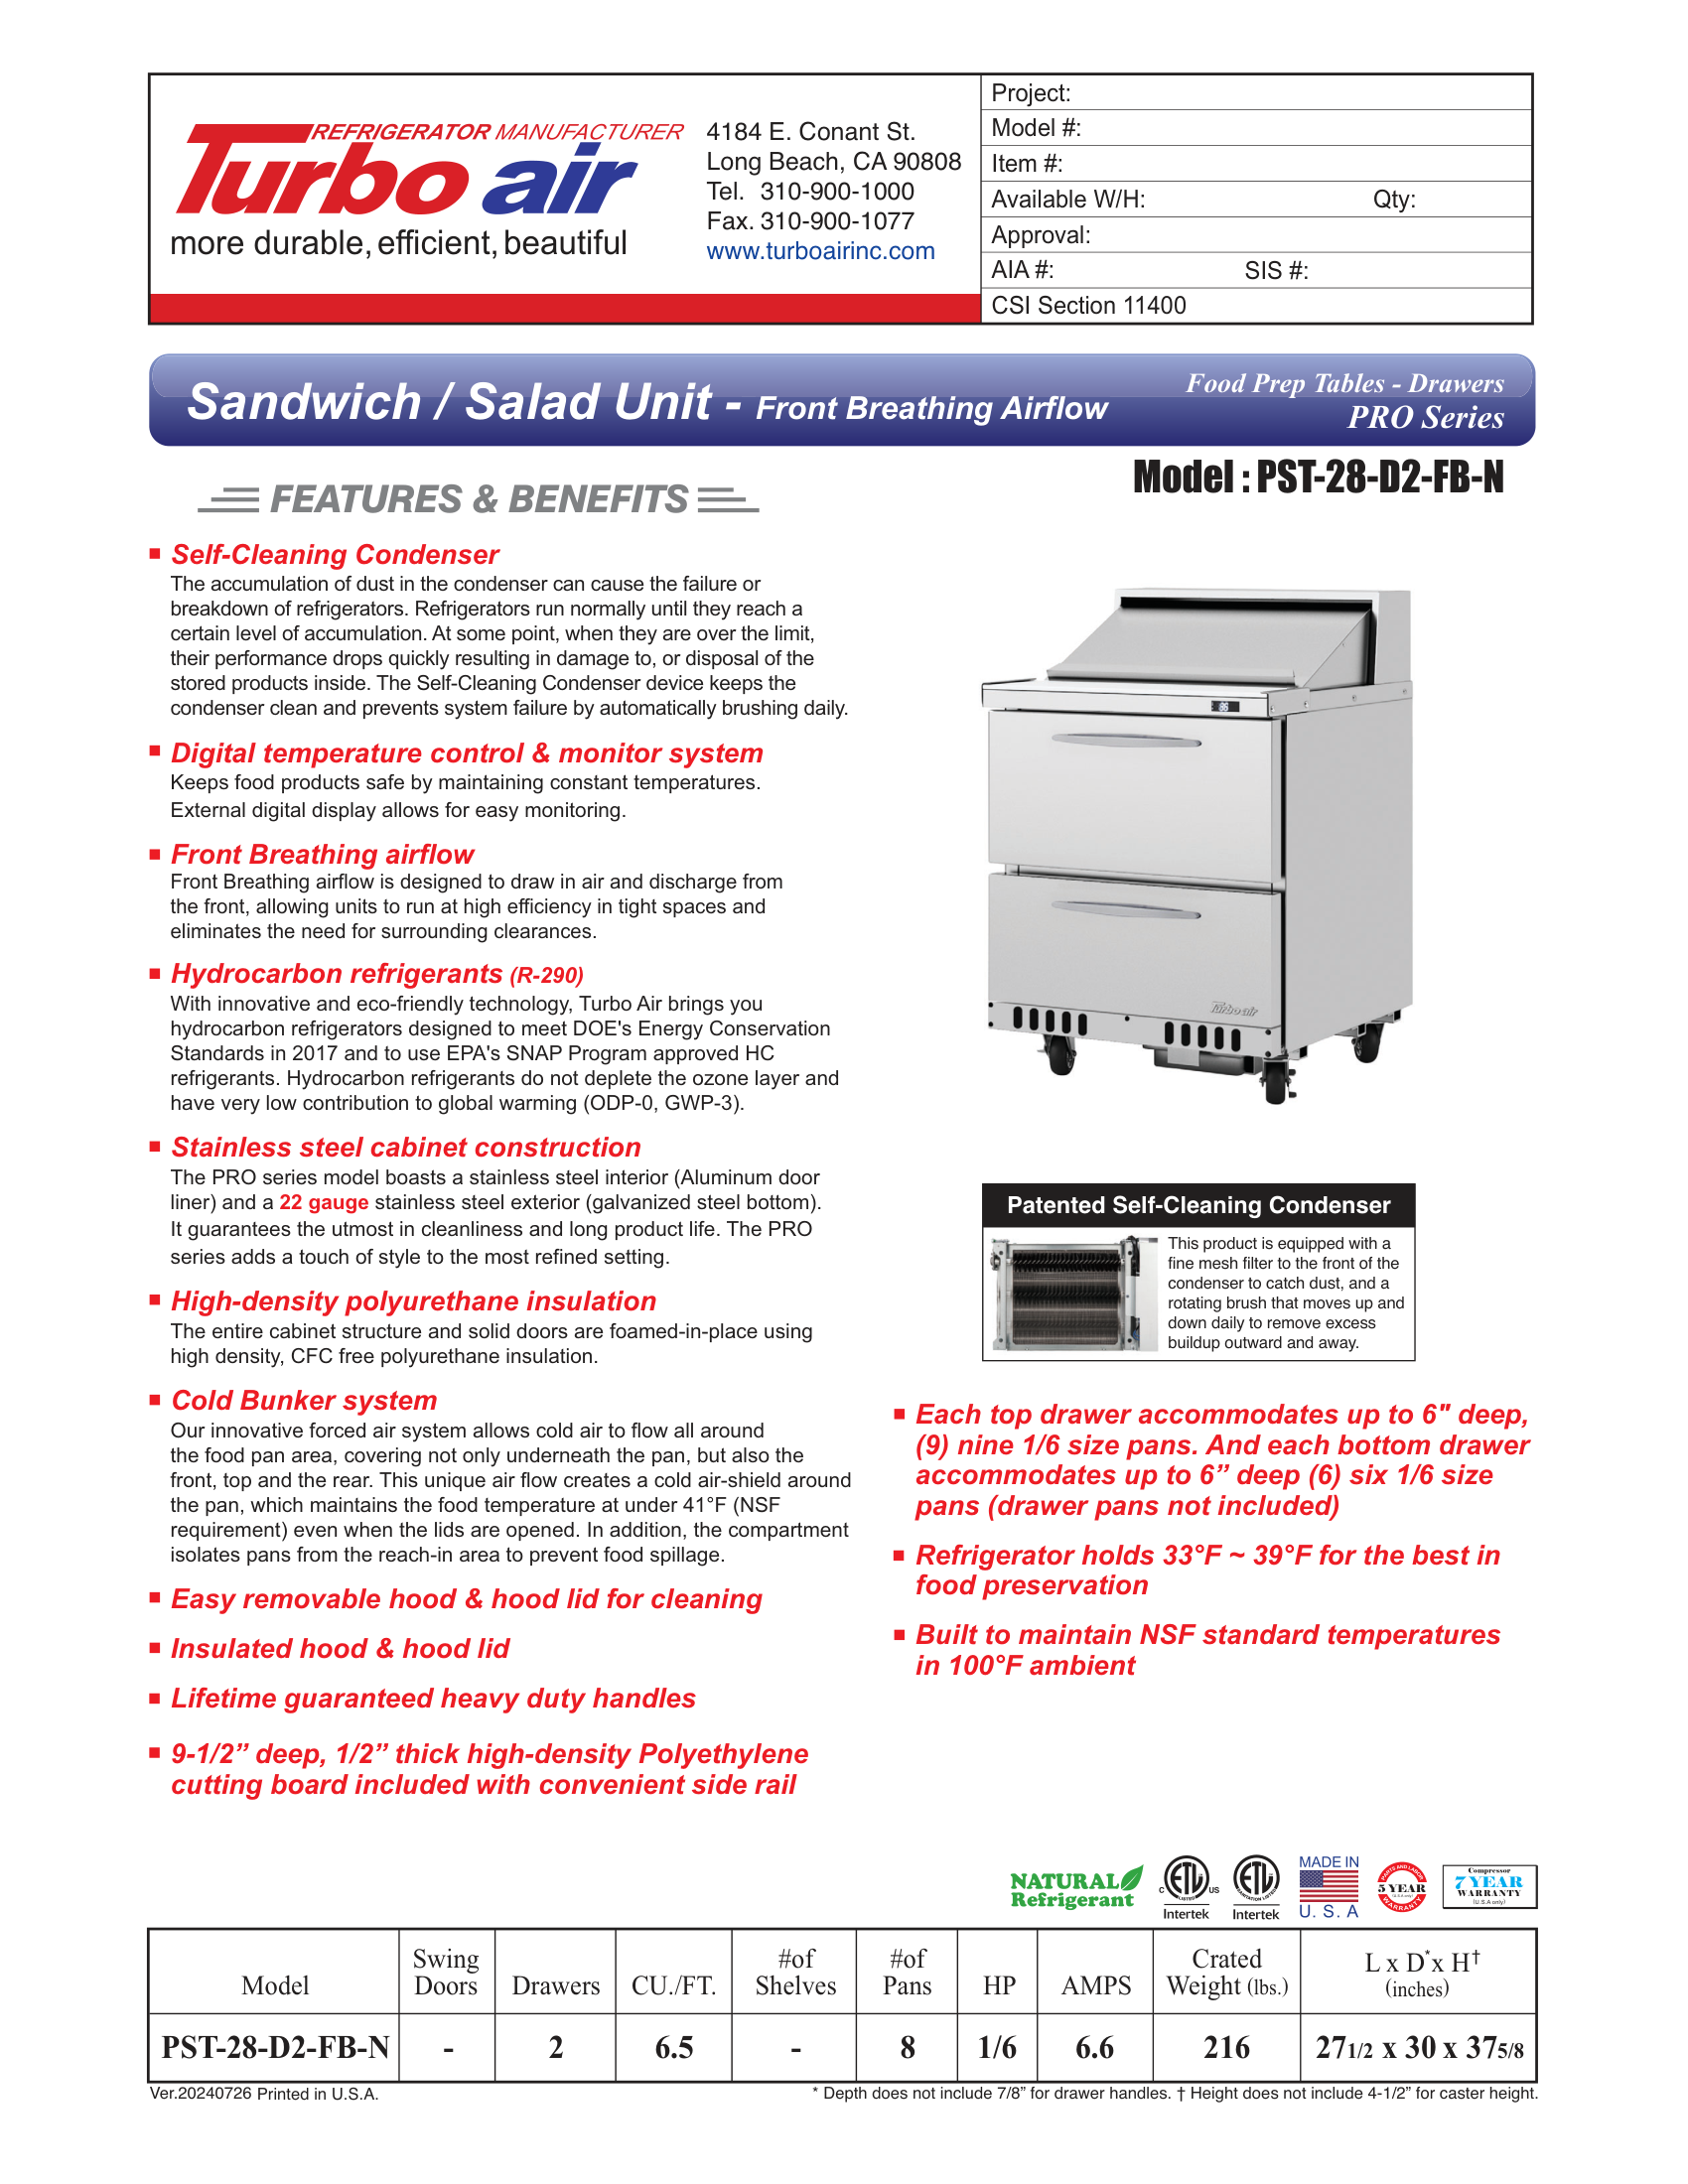 REFRIGERATOR MANUFACTURER
Turbo air
more durable, efficient, beautiful
4184 E. Conant St.
Long Beach, CA 90808
Tel. 310-900-1000
Fax. 310-900-1077
www.turboairinc.com
Project:
Model #:
Item #:
Available W/H: Qty:
Approval:
AIA #: SIS #:
CSI Section 11400
Sandwich / Salad Unit - Front Breathing Airflow
Food Prep Tables - Drawers
PRO Series
Model : PST-28-D2-FB-N
FEATURES & BENEFITS
Self-Cleaning Condenser
The accumulation of dust in the condenser can cause the failure or
breakdown of refrigerators. Refrigerators run normally until they reach a
certain level of accumulation. At some point, when they are over the limit,
their performance drops quickly resulting in damage to, or disposal of the
stored products inside. The Self-Cleaning Condenser device keeps the
condenser clean and prevents system failure by automatically brushing daily.
Digital temperature control & monitor system
Keeps food products safe by maintaining constant temperatures.
External digital display allows for easy monitoring.
Front Breathing airflow
Front Breathing airflow is designed to draw in air and discharge from
the front, allowing units to run at high efficiency in tight spaces and
eliminates the need for surrounding clearances.
Hydrocarbon refrigerants (R-290)
With innovative and eco-friendly technology, Turbo Air brings you
hydrocarbon refrigerators designed to meet DOE's Energy Conservation
Standards in 2017 and to use EPA's SNAP Program approved HC
refrigerants. Hydrocarbon refrigerants do not deplete the ozone layer and
have very low contribution to global warming (ODP-0, GWP-3).
Stainless steel cabinet construction
The PRO series model boasts a stainless steel interior (Aluminum door
liner) and a 22 gauge stainless steel exterior (galvanized steel bottom).
It guarantees the utmost in cleanliness and long product life. The PRO
series adds a touch of style to the most refined setting.
High-density polyurethane insulation
The entire cabinet structure and solid doors are foamed-in-place using
high density, CFC free polyurethane insulation.
Cold Bunker system
Our innovative forced air system allows cold air to flow all around
the food pan area, covering not only underneath the pan, but also the
front, top and the rear. This unique air flow creates a cold air-shield around
the pan, which maintains the food temperature at under 41°F (NSF
requirement) even when the lids are opened. In addition, the compartment
isolates pans from the reach-in area to prevent food spillage.
Easy removable hood & hood lid for cleaning
Insulated hood & hood lid
Lifetime guaranteed heavy duty handles
9-1/2” deep, 1/2” thick high-density Polyethylene
cutting board included with convenient side rail
Turbo air
Patented Self-Cleaning Condenser
This product is equipped with a
fine mesh filter to the front of the
condenser to catch dust, and a
rotating brush that moves up and
down daily to remove excess
buildup outward and away.
Each top drawer accommodates up to 6" deep,
(9) nine 1/6 size pans. And each bottom drawer
accommodates up to 6” deep (6) six 1/6 size
pans (drawer pans not included)
Refrigerator holds 33°F ~ 39°F for the best in
food preservation
Built to maintain NSF standard temperatures
in 100°F ambient
NATURAL
Refrigerant
C ETL US
LISTED
Intertek
ETL
SANITATION LISTED
Intertek
MADE IN
U. S. A
PARTS AND LABOR
5 YEAR
(U.S.A only)
WARRANTY
Compressor
7 YEAR
WARRANTY
(U.S.A only)
Model Swing Doors Drawers CU./FT. #of Shelves #of Pans HP AMPS Crated Weight (lbs.) L x D* x H† (inches)
PST-28-D2-FB-N - 2 6.5 - 8 1/6 6.6 216 27 1/2 x 30 x 37 5/8
Ver.20240726 Printed in U.S.A.
* Depth does not include 7/8” for drawer handles. † Height does not include 4-1/2” for caster height.